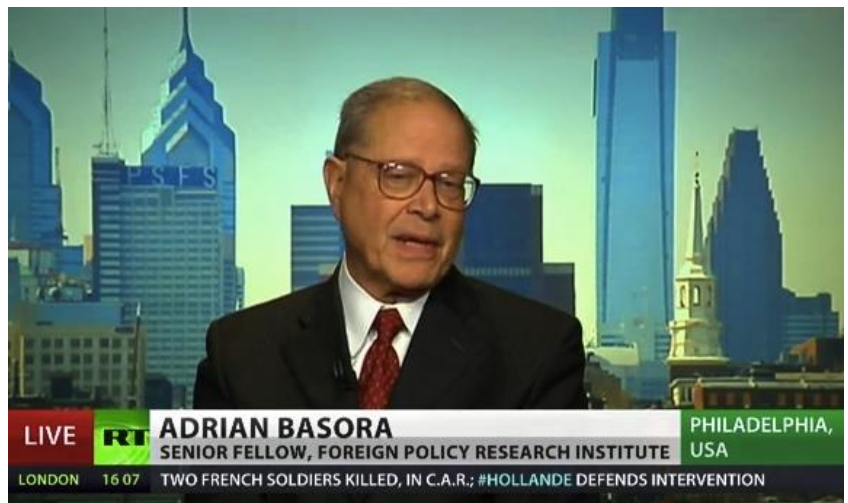 PSFS
LIVE
RT
ADRIAN BASORA
SENIOR FELLOW, FOREIGN POLICY RESEARCH INSTITUTE
PHILADELPHIA,
USA
LONDON 16 07 TWO FRENCH SOLDIERS KILLED, IN C.A.R.; #HOLLANDE DEFENDS INTERVENTION